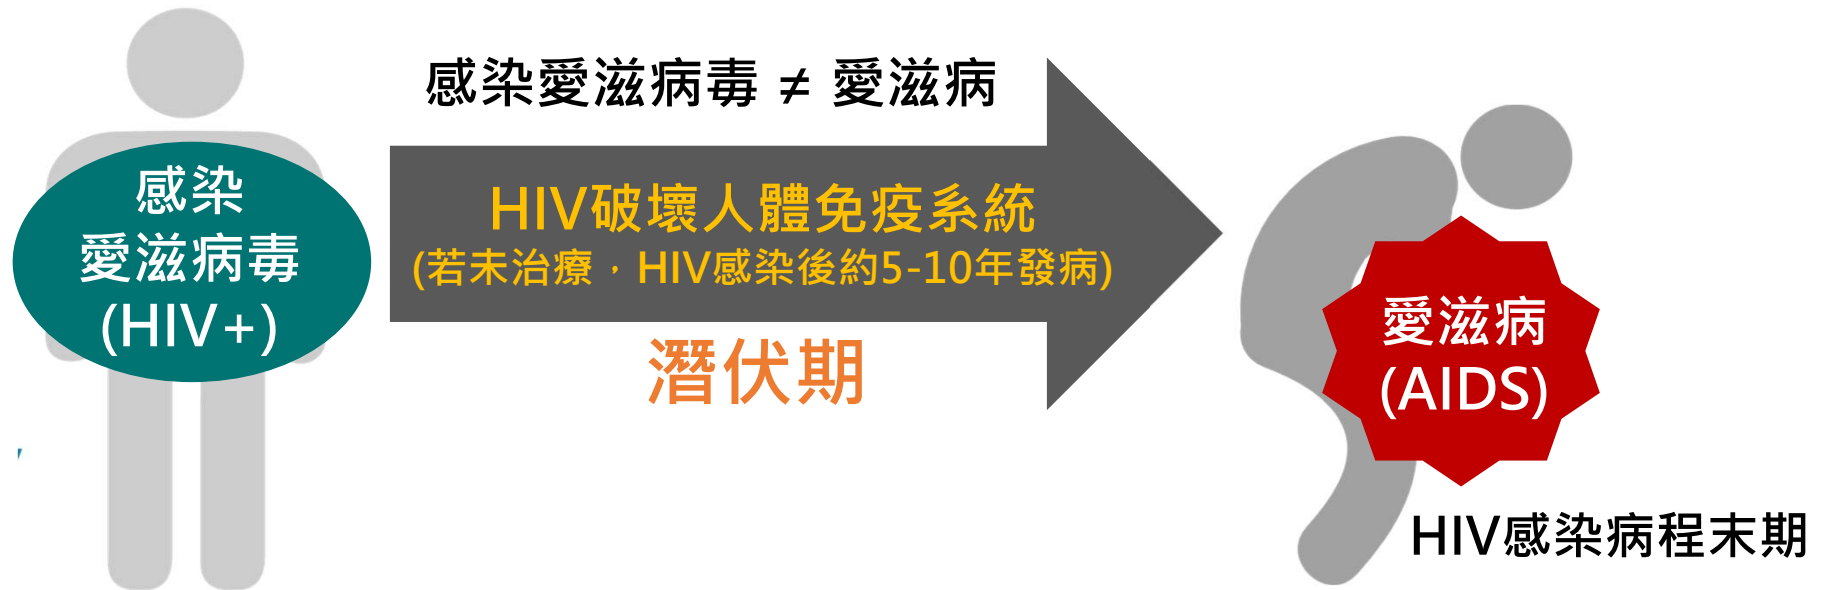 感染愛滋病毒 ≠ 愛滋病
感染
愛滋病毒
(HIV+)
HIV破壞人體免疫系統
(若未治療，HIV感染後約5-10年發病)
潛伏期
愛滋病
(AIDS)
HIV感染病程末期